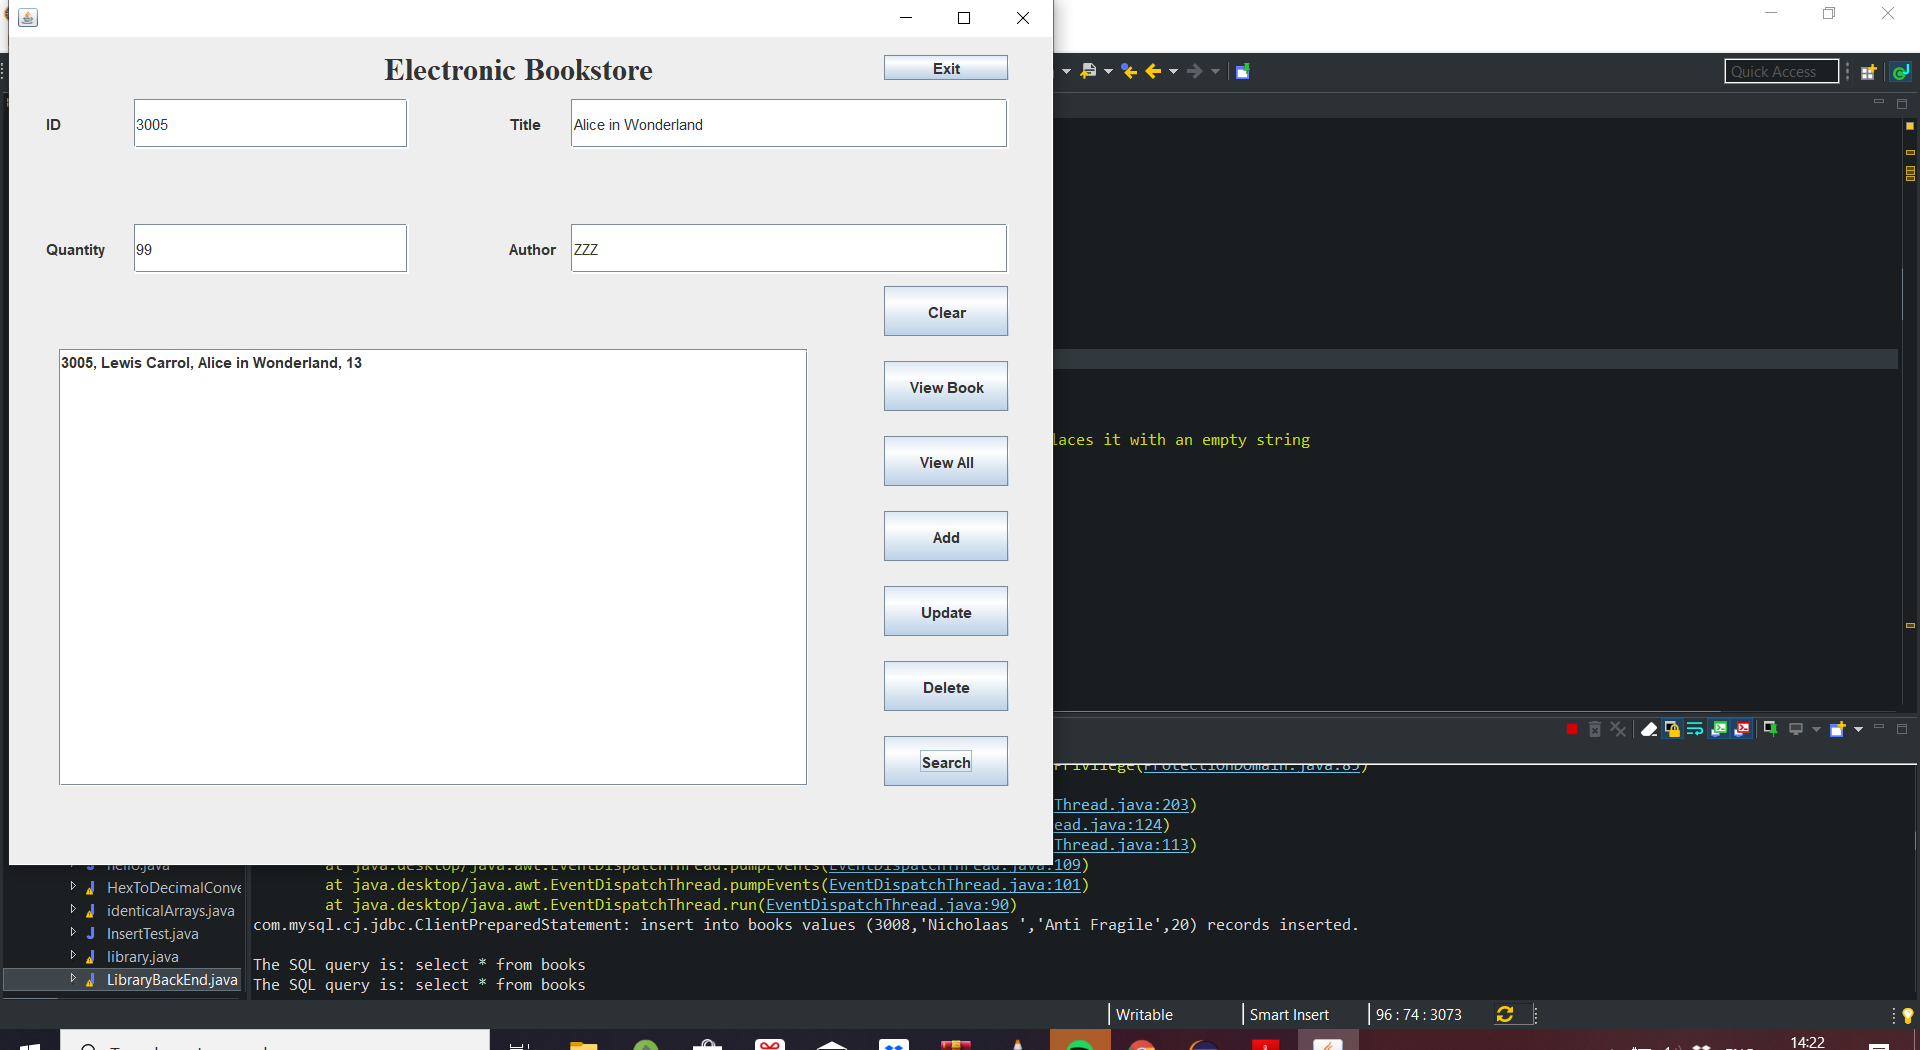 Electronic Bookstore
Exit
ID
3005
Title
Alice in Wonderland
Quantity
99
Author
ZZZ
Clear
3005, Lewis Carrol, Alice in Wonderland, 13
View Book
View All
Add
Update
Delete
Search
Quick Access
laces it with an empty string
Privilege(ProtectionDomain.java:85)
Thread.java:203)
ead.java:124)
Thread.java:113)
at java.desktop/java.awt.EventDispatchThread.pumpEvents(EventDispatchThread.java:109)
at java.desktop/java.awt.EventDispatchThread.pumpEvents(EventDispatchThread.java:101)
at java.desktop/java.awt.EventDispatchThread.run(EventDispatchThread.java:90)
com.mysql.cj.jdbc.ClientPreparedStatement: insert into books values (3008,'Nicholaas ','Anti Fragile',20) records inserted.
The SQL query is: select * from books
The SQL query is: select * from books
hello.java
HexToDecimalConve
identicalArrays.java
InsertTest.java
library.java
LibraryBackEnd.java
Writable
Smart Insert
96 : 74 : 3073
14:22